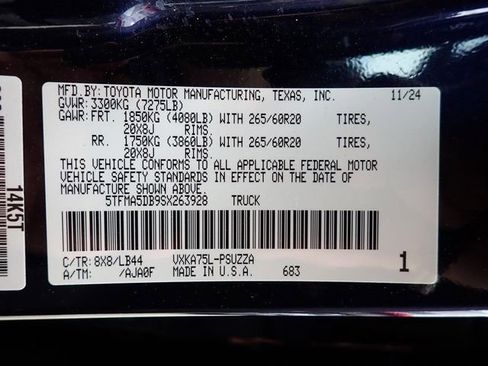 MFD.BY: TOYOTA MOTOR MANUFACTURING, TEXAS, INC. 11/24
GVWR: 3300KG (7275LB)
GAWR: FRT. 1850KG (4080LB) WITH 265/60R20 TIRES,
20X8J RIMS.
RR. 1750KG (3860LB) WITH 265/60R20 TIRES,
20X8J RIMS.
THIS VEHICLE CONFORMS TO ALL APPLICABLE FEDERAL MOTOR
VEHICLE SAFETY STANDARDS IN EFFECT ON THE DATE OF
MANUFACTURE SHOWN ABOVE.
5TFMA5DB9SX263928 TRUCK
C/TR: 8X8/LB44 VXKA75L-PSUZZA
A/TM: /AJA0F MADE IN U.S.A. 683
1
14K5T